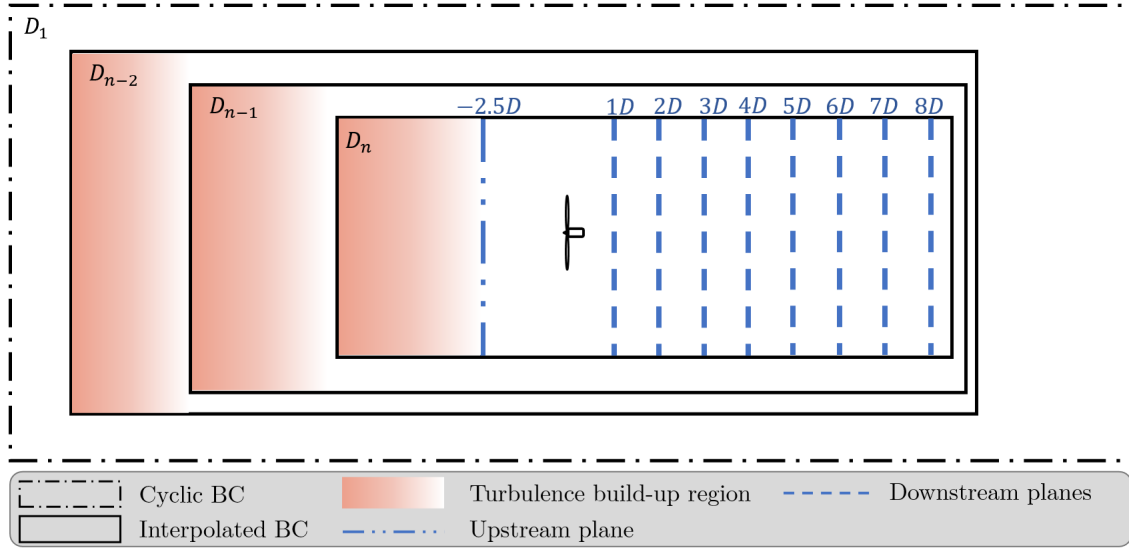 D₁
Dₙ₋₂
Dₙ₋₁
−2.5D 1D 2D 3D 4D 5D 6D 7D 8D
Dₙ
Cyclic BC Turbulence build-up region Downstream planes
Interpolated BC Upstream plane